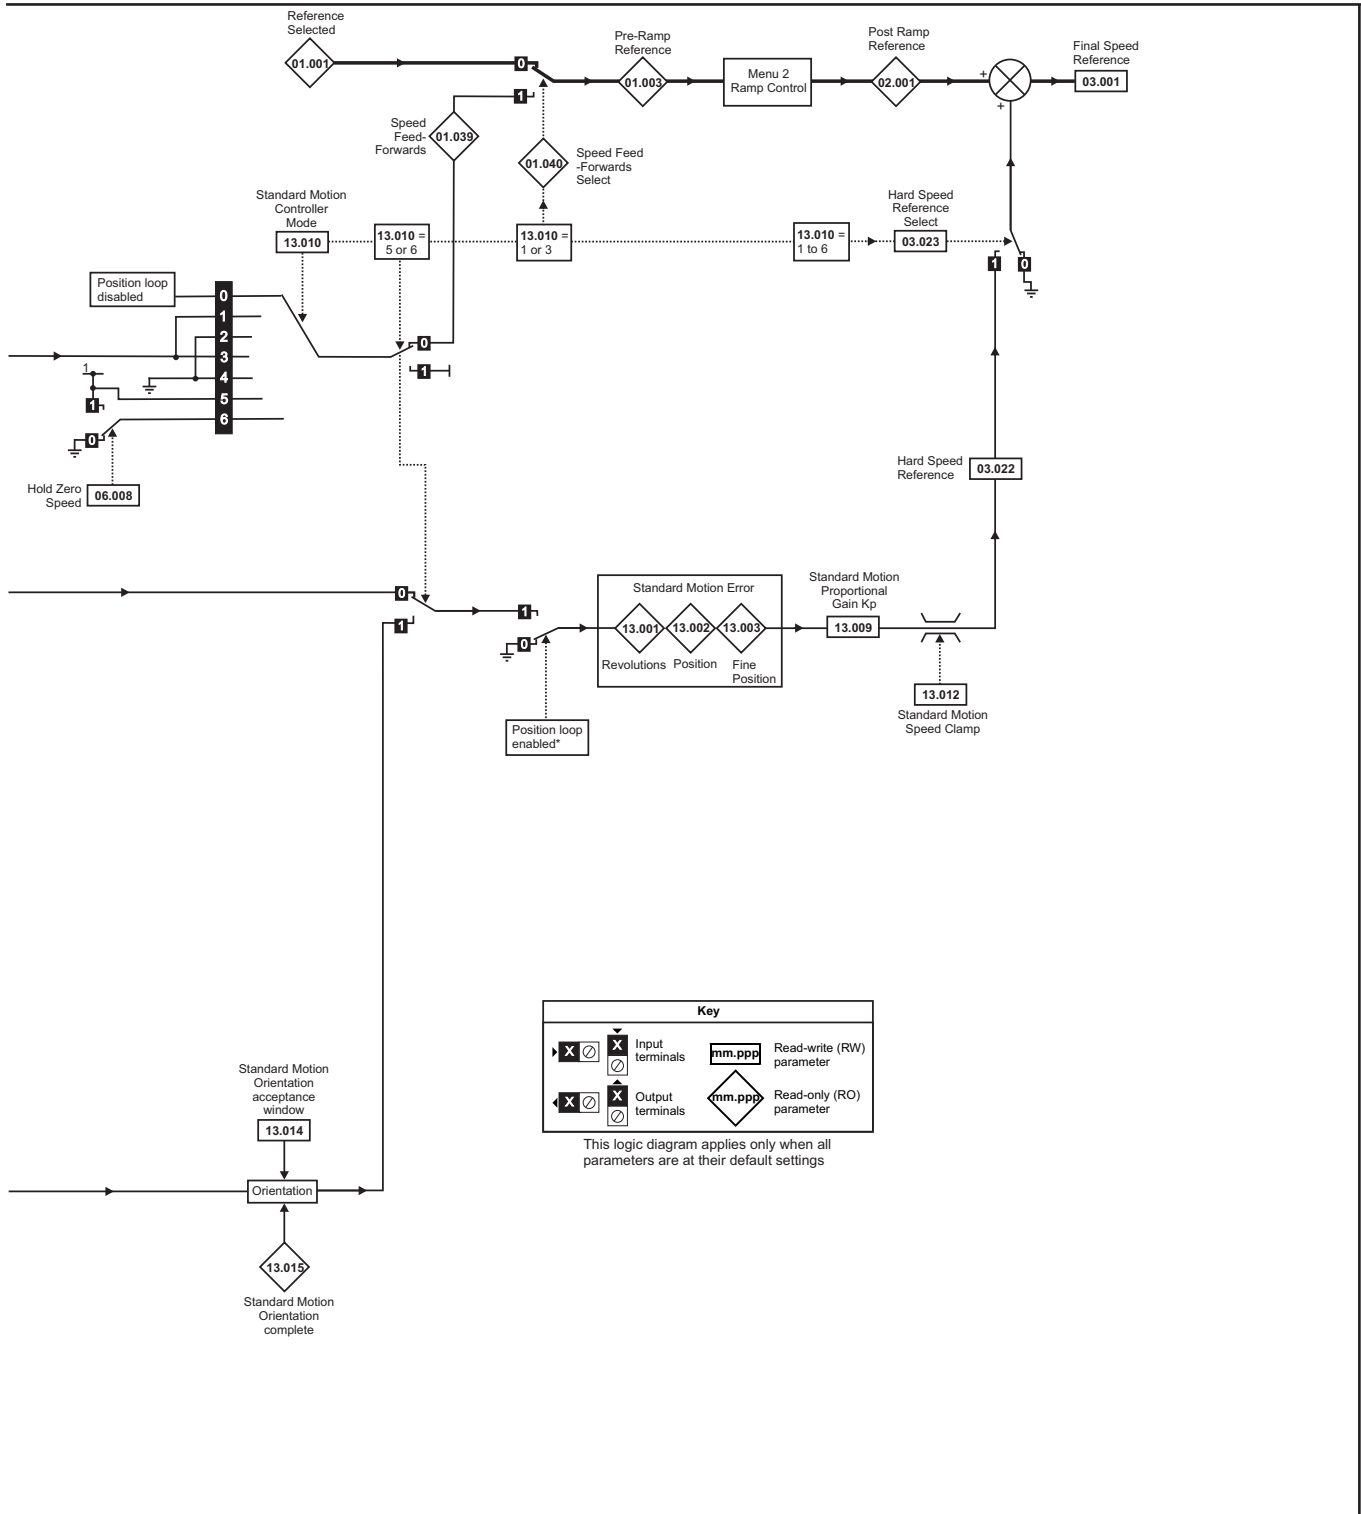 Reference
Selected
01.001
0
1
Pre-Ramp
Reference
01.003
Menu 2
Ramp Control
Post Ramp
Reference
02.001
+
+
Final Speed
Reference
03.001
Speed
Feed-
Forwards
01.039
01.040
Speed Feed
-Forwards
Select
Standard Motion
Controller
Mode
13.010
13.010 =
5 or 6
13.010 =
1 or 3
13.010 =
1 to 6
Hard Speed
Reference
Select
03.023
1
0
Position loop
disabled
0
1
2
3
4
5
6
0
1
1
1
0
Hold Zero
Speed
06.008
Hard Speed
Reference
03.022
0
1
1
0
Standard Motion Error
13.001
13.002
13.003
Revolutions
Position
Fine
Position
Standard Motion
Proportional
Gain Kp
13.009
13.012
Standard Motion
Speed Clamp
Position loop
enabled*
Key
X
X
Input
terminals
mm.ppp
Read-write (RW)
parameter
X
X
Output
terminals
mm.ppp
Read-only (RO)
parameter
This logic diagram applies only when all
parameters are at their default settings
Standard Motion
Orientation
acceptance
window
13.014
Orientation
13.015
Standard Motion
Orientation
complete